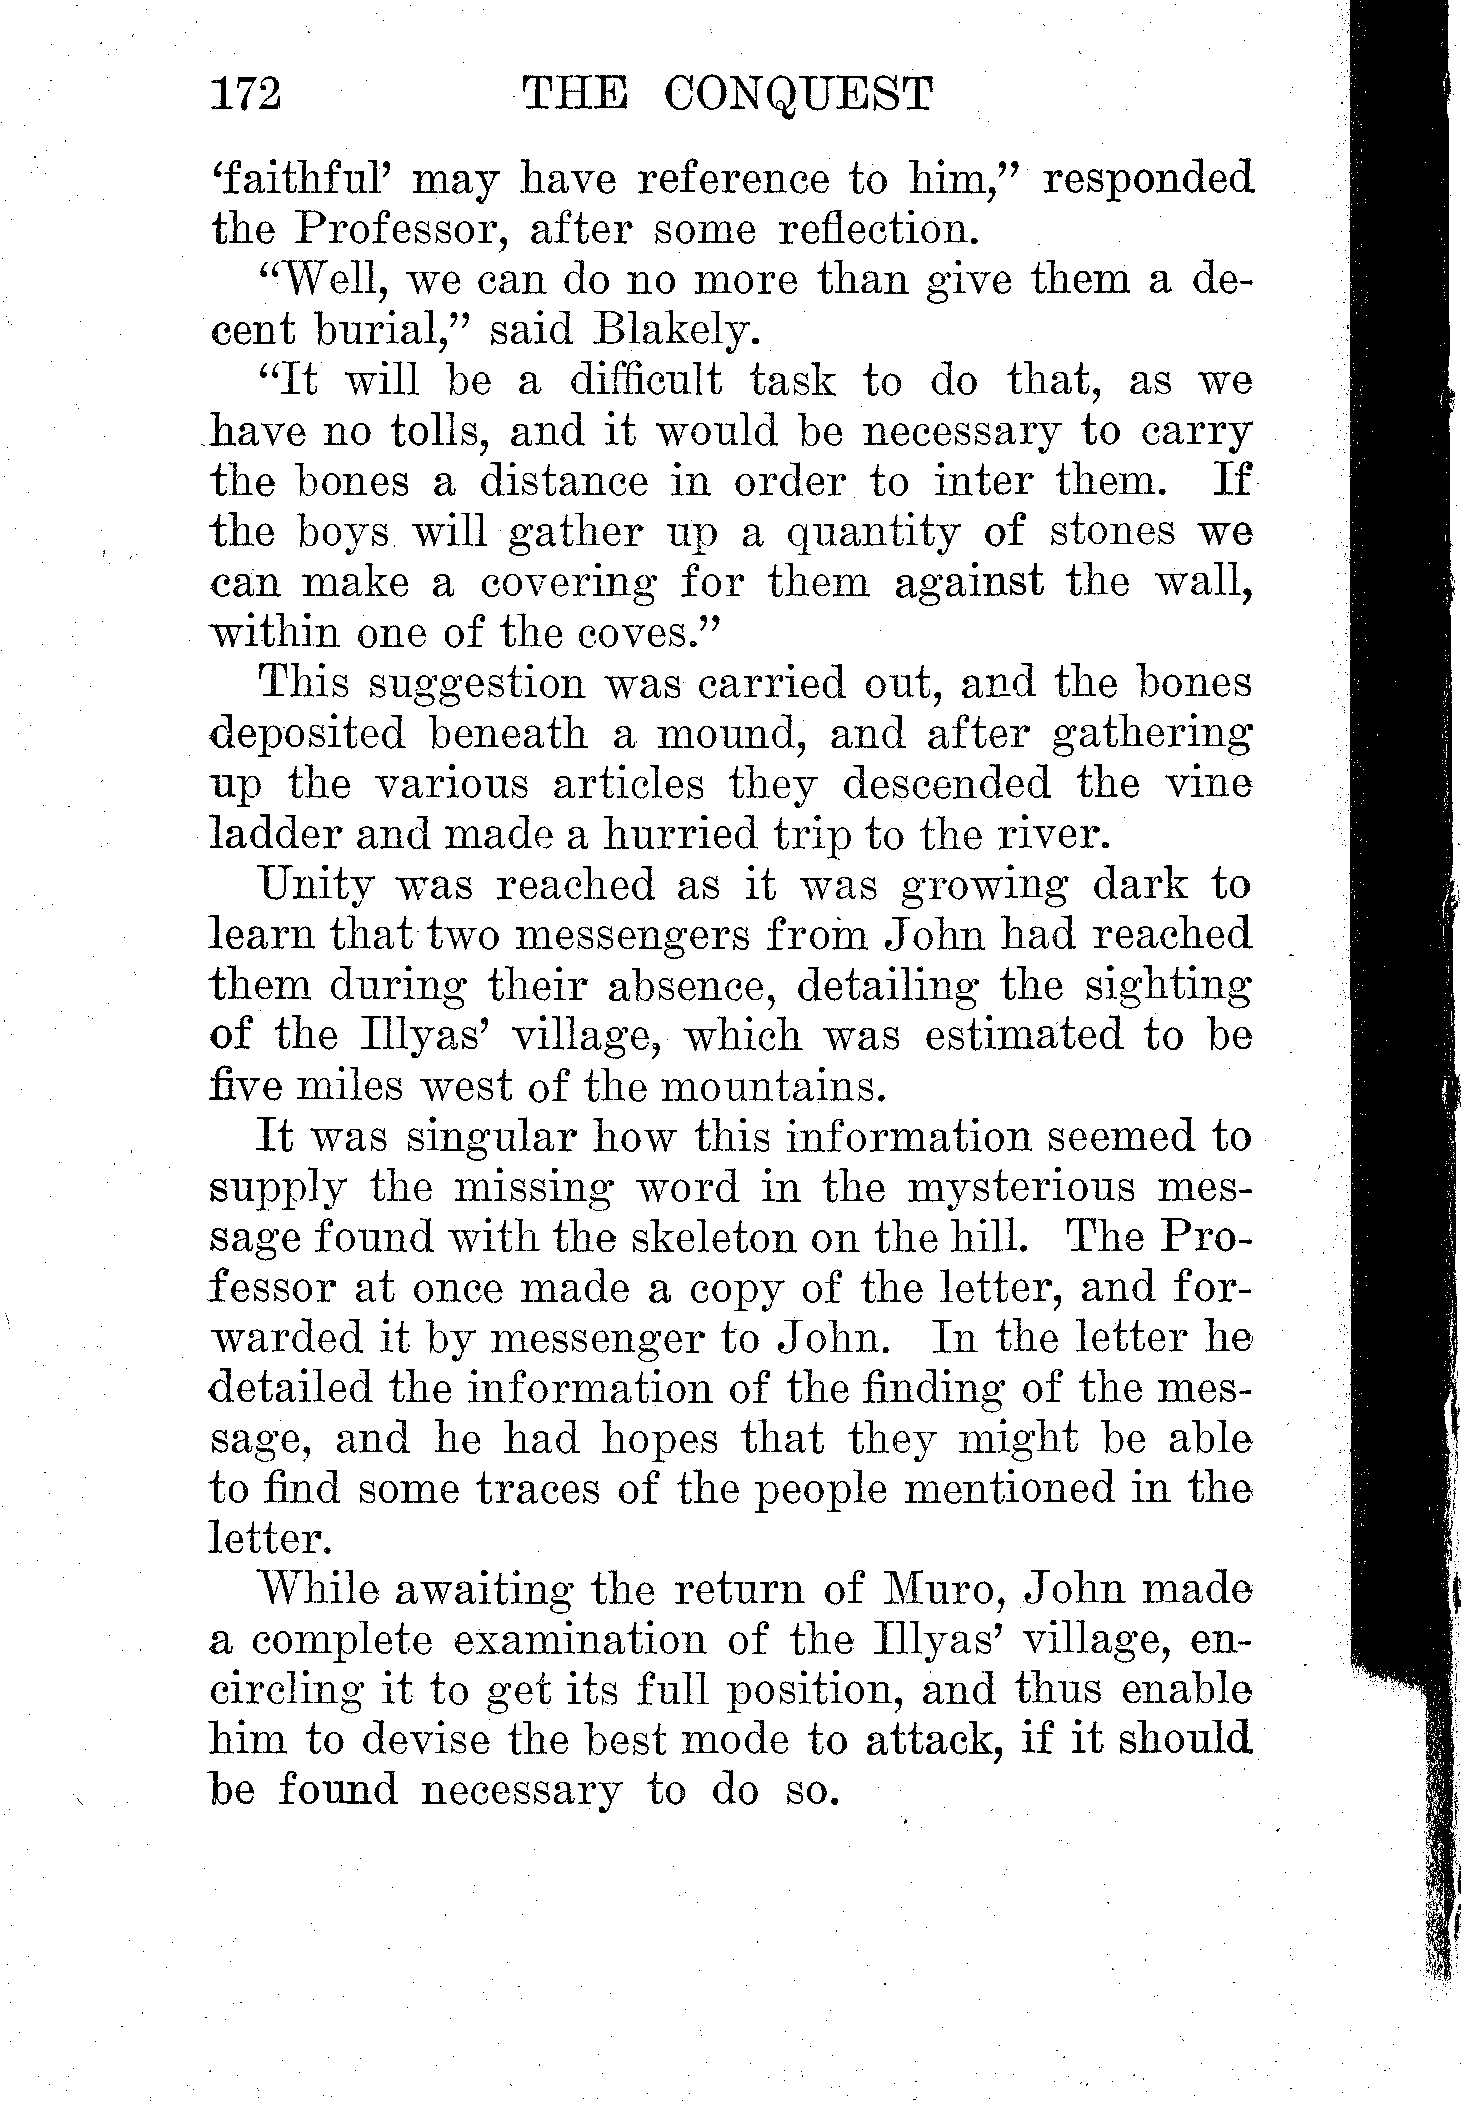 172 THE CONQUEST
‘faithful’ may have reference to him,” responded
the Professor, after some reflection.
“Well, we can do no more than give them a de-
cent burial,” said Blakely.
“It will be a difficult task to do that, as we
have no tolls, and it would be necessary to carry
the bones a distance in order to inter them. If
the boys will gather up a quantity of stones we
can make a covering for them against the wall,
within one of the coves.”
This suggestion was carried out, and the bones
deposited beneath a mound, and after gathering
up the various articles they descended the vine
ladder and made a hurried trip to the river.
Unity was reached as it was growing dark to
learn that two messengers from John had reached
them during their absence, detailing the sighting
of the Illyas’ village, which was estimated to be
five miles west of the mountains.
It was singular how this information seemed to
supply the missing word in the mysterious mes-
sage found with the skeleton on the hill. The Pro-
fessor at once made a copy of the letter, and for-
warded it by messenger to John. In the letter he
detailed the information of the finding of the mes-
sage, and he had hopes that they might be able
to find some traces of the people mentioned in the
letter.
While awaiting the return of Muro, John made
a complete examination of the Illyas’ village, en-
circling it to get its full position, and thus enable
him to devise the best mode to attack, if it should
be found necessary to do so.